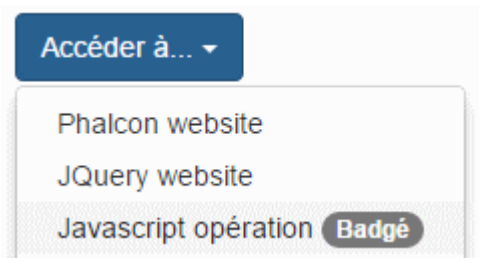 Accéder à...
Phalcon website
JQuery website
Javascript opération Badgé